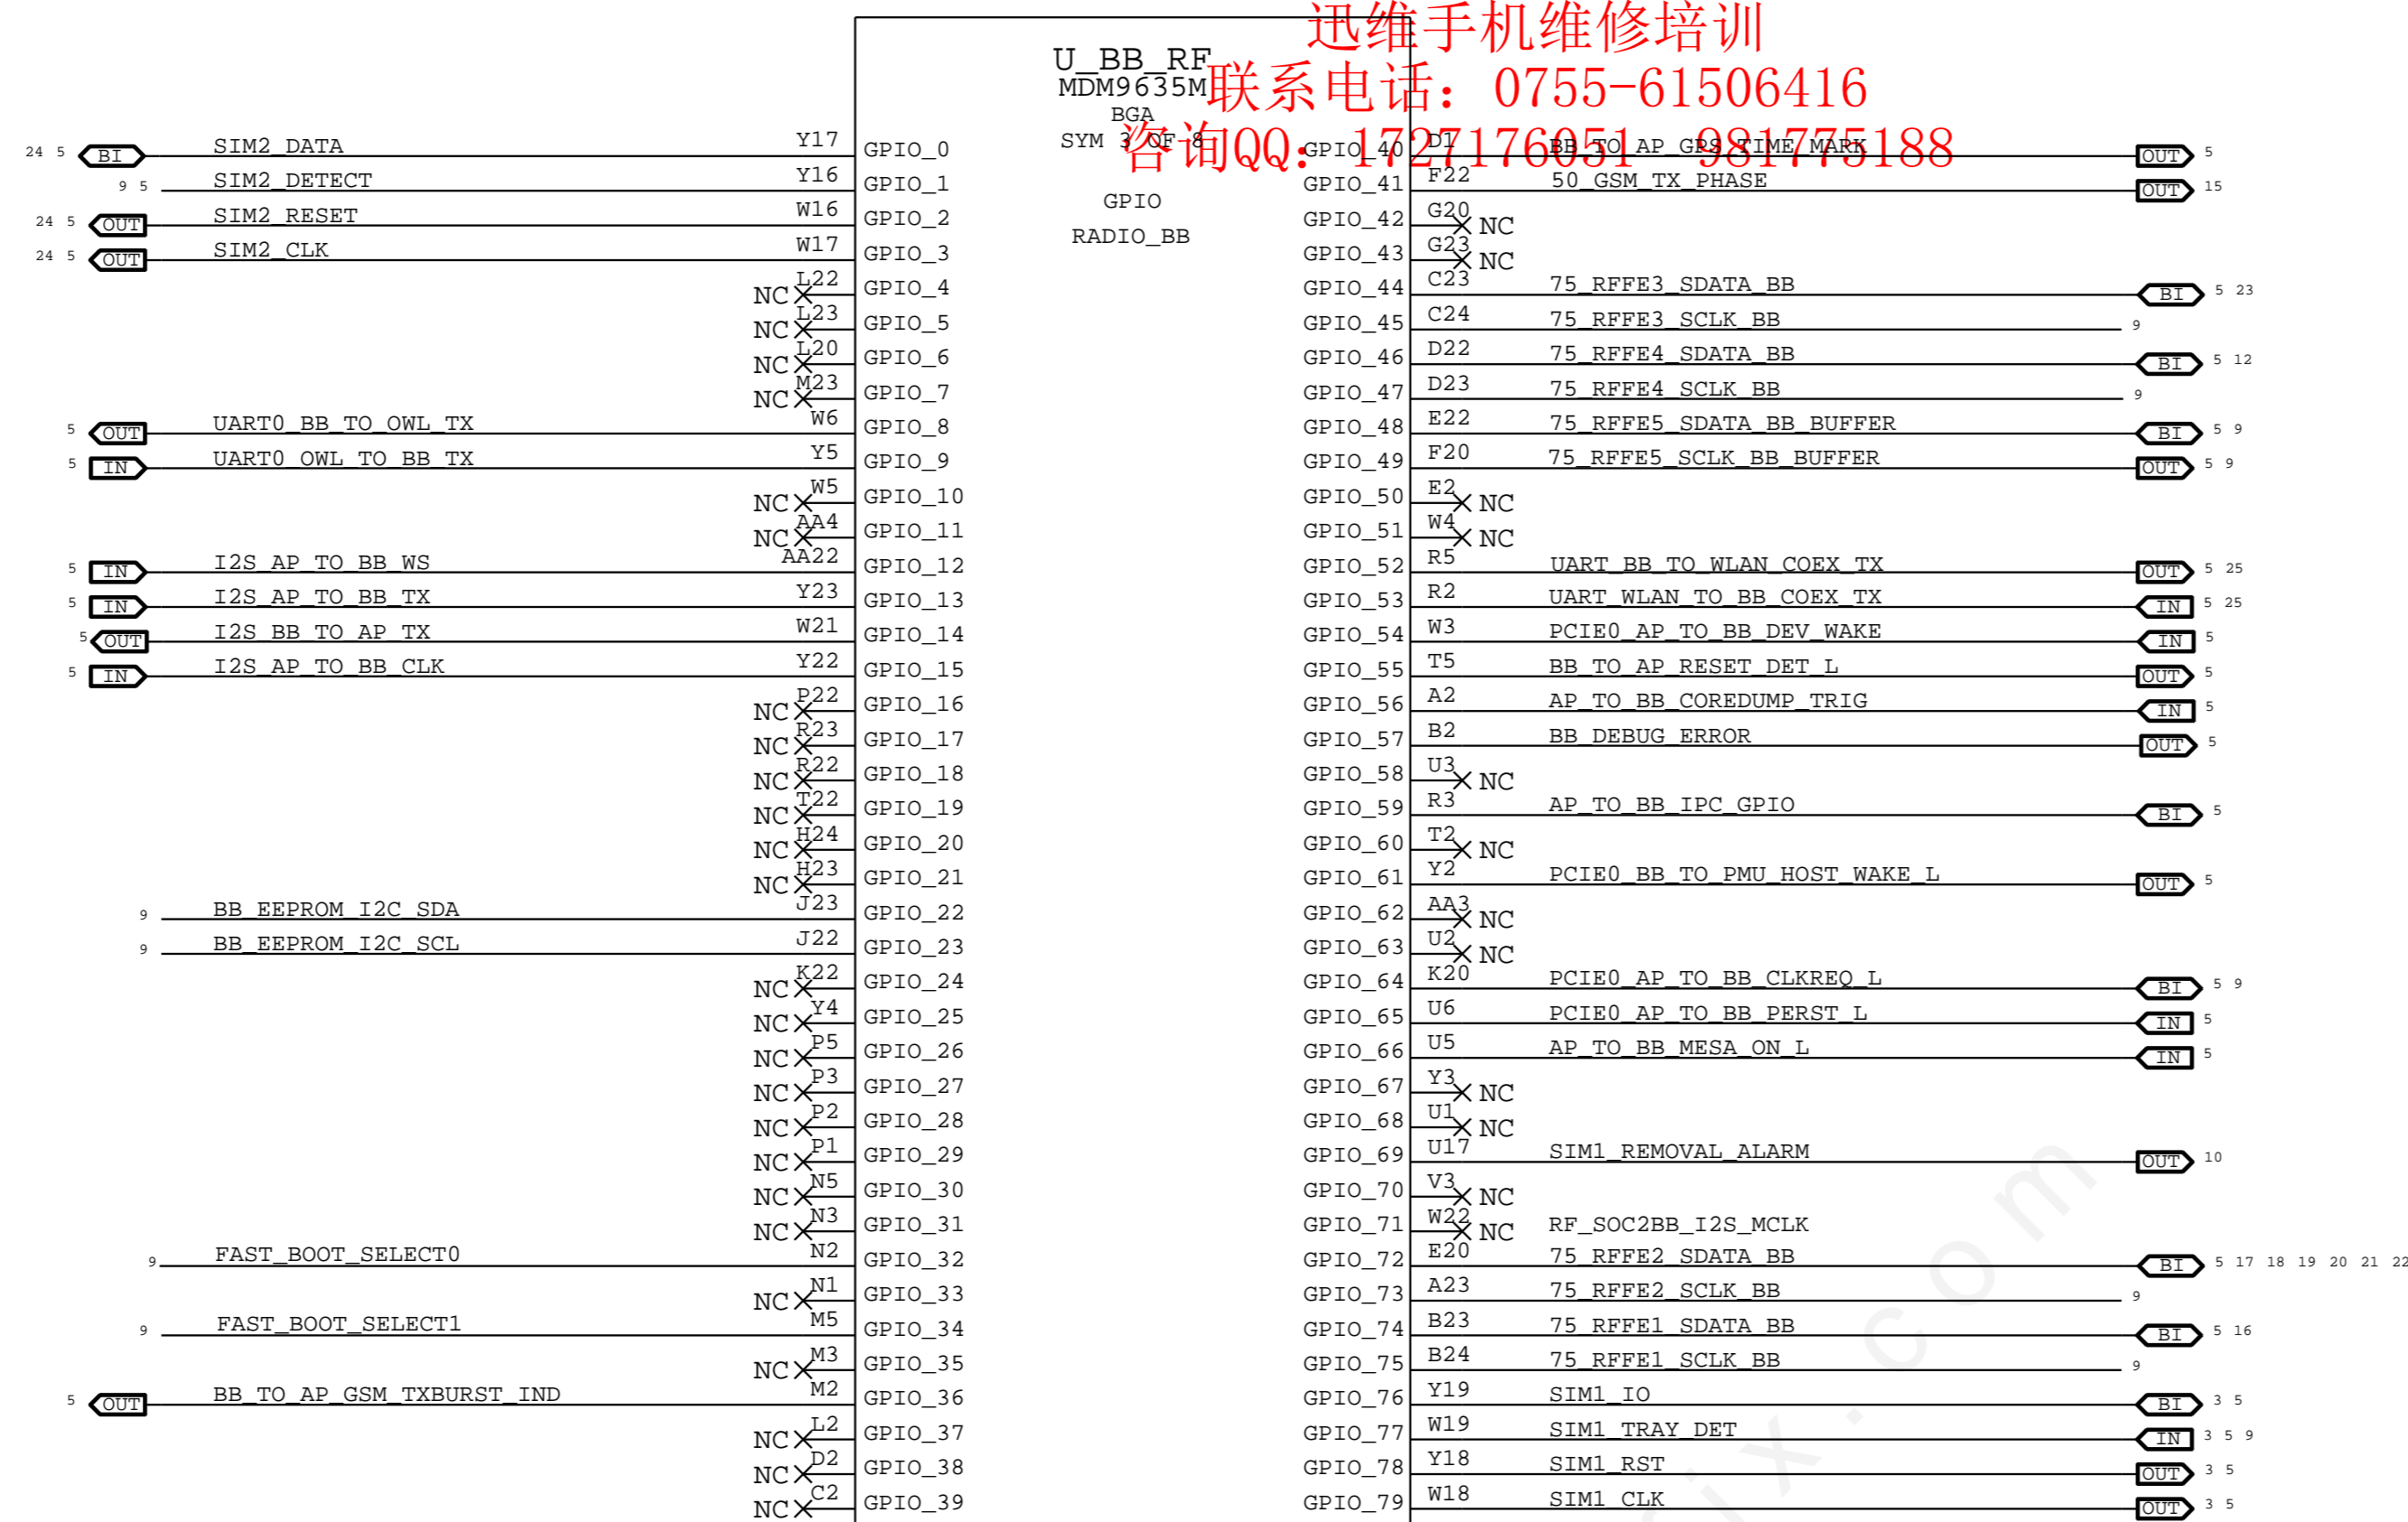 迅维手机维修培训
联系电话：0755-61506416
咨询QQ：1727176051 981775188
U_BB_RF
MDM9635M
BGA
SYM 3 OF 8
GPIO
RADIO_BB
24 5 BI SIM2_DATA Y17 GPIO_0
9 5 SIM2_DETECT Y16 GPIO_1
24 5 OUT SIM2_RESET W16 GPIO_2
24 5 OUT SIM2_CLK W17 GPIO_3
NC L22 GPIO_4
NC L23 GPIO_5
NC L20 GPIO_6
NC M23 GPIO_7
5 OUT UART0_BB_TO_OWL_TX W6 GPIO_8
5 IN UART0_OWL_TO_BB_TX Y5 GPIO_9
NC W5 GPIO_10
NC AA4 GPIO_11
5 IN I2S_AP_TO_BB_WS AA22 GPIO_12
5 IN I2S_AP_TO_BB_TX Y23 GPIO_13
5 OUT I2S_BB_TO_AP_TX W21 GPIO_14
5 IN I2S_AP_TO_BB_CLK Y22 GPIO_15
NC P22 GPIO_16
NC R23 GPIO_17
NC R22 GPIO_18
NC T22 GPIO_19
NC H24 GPIO_20
NC H23 GPIO_21
9 BB_EEPROM_I2C_SDA J23 GPIO_22
9 BB_EEPROM_I2C_SCL J22 GPIO_23
NC K22 GPIO_24
NC Y4 GPIO_25
NC P5 GPIO_26
NC P3 GPIO_27
NC P2 GPIO_28
NC P1 GPIO_29
NC N5 GPIO_30
NC N3 GPIO_31
9 FAST_BOOT_SELECT0 N2 GPIO_32
NC N1 GPIO_33
9 FAST_BOOT_SELECT1 M5 GPIO_34
NC M3 GPIO_35
5 OUT BB_TO_AP_GSM_TXBURST_IND M2 GPIO_36
NC L2 GPIO_37
NC D2 GPIO_38
NC C2 GPIO_39
GPIO_40 D1 BB_TO_AP_GPS_TIME_MARK OUT 5
GPIO_41 F22 50_GSM_TX_PHASE OUT 15
GPIO_42 G20 NC
GPIO_43 G23 NC
GPIO_44 C23 75_RFFE3_SDATA_BB BI 5 23
GPIO_45 C24 75_RFFE3_SCLK_BB 9
GPIO_46 D22 75_RFFE4_SDATA_BB BI 5 12
GPIO_47 D23 75_RFFE4_SCLK_BB 9
GPIO_48 E22 75_RFFE5_SDATA_BB_BUFFER BI 5 9
GPIO_49 F20 75_RFFE5_SCLK_BB_BUFFER OUT 5 9
GPIO_50 E2 NC
GPIO_51 W4 NC
GPIO_52 R5 UART_BB_TO_WLAN_COEX_TX OUT 5 25
GPIO_53 R2 UART_WLAN_TO_BB_COEX_TX IN 5 25
GPIO_54 W3 PCIE0_AP_TO_BB_DEV_WAKE IN 5
GPIO_55 T5 BB_TO_AP_RESET_DET_L OUT 5
GPIO_56 A2 AP_TO_BB_COREDUMP_TRIG IN 5
GPIO_57 B2 BB_DEBUG_ERROR OUT 5
GPIO_58 U3 NC
GPIO_59 R3 AP_TO_BB_IPC_GPIO BI 5
GPIO_60 T2 NC
GPIO_61 Y2 PCIE0_BB_TO_PMU_HOST_WAKE_L OUT 5
GPIO_62 AA3 NC
GPIO_63 U2 NC
GPIO_64 K20 PCIE0_AP_TO_BB_CLKREQ_L BI 5 9
GPIO_65 U6 PCIE0_AP_TO_BB_PERST_L IN 5
GPIO_66 U5 AP_TO_BB_MESA_ON_L IN 5
GPIO_67 Y3 NC
GPIO_68 U1 NC
GPIO_69 U17 SIM1_REMOVAL_ALARM OUT 10
GPIO_70 V3 NC
GPIO_71 W22 NC RF_SOC2BB_I2S_MCLK
GPIO_72 E20 75_RFFE2_SDATA_BB BI 5 17 18 19 20 21 22
GPIO_73 A23 75_RFFE2_SCLK_BB 9
GPIO_74 B23 75_RFFE1_SDATA_BB BI 5 16
GPIO_75 B24 75_RFFE1_SCLK_BB 9
GPIO_76 Y19 SIM1_IO BI 3 5
GPIO_77 W19 SIM1_TRAY_DET IN 3 5 9
GPIO_78 Y18 SIM1_RST OUT 3 5
GPIO_79 W18 SIM1_CLK OUT 3 5
ix.com